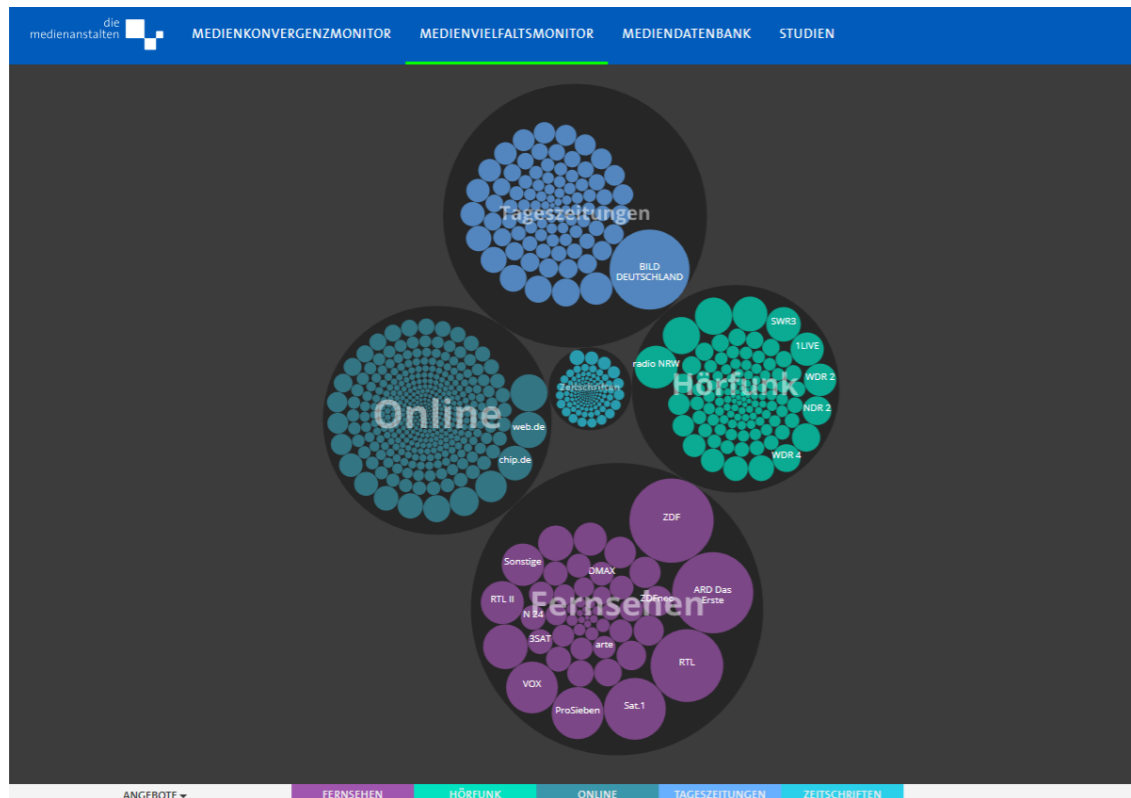 die
medienanstalten
MEDIENKONVERGENZMONITOR MEDIENVIELFALTSMONITOR MEDIENDATENBANK STUDIEN
Tageszeitungen
BILD
DEUTSCHLAND
Online
web.de
chip.de
Zeitschriften
Hörfunk
SWR3
1LIVE
radio NRW
WDR 2
NDR 2
WDR 4
Fernsehen
ZDF
Sonstige
DMAX
ARD Das
Erste
ZDFneo
RTL II
N 24
3SAT
arte
RTL
VOX
ProSieben
Sat.1
ANGEBOTE FERNSEHEN HÖRFUNK ONLINE TAGESZEITUNGEN ZEITSCHRIFTEN